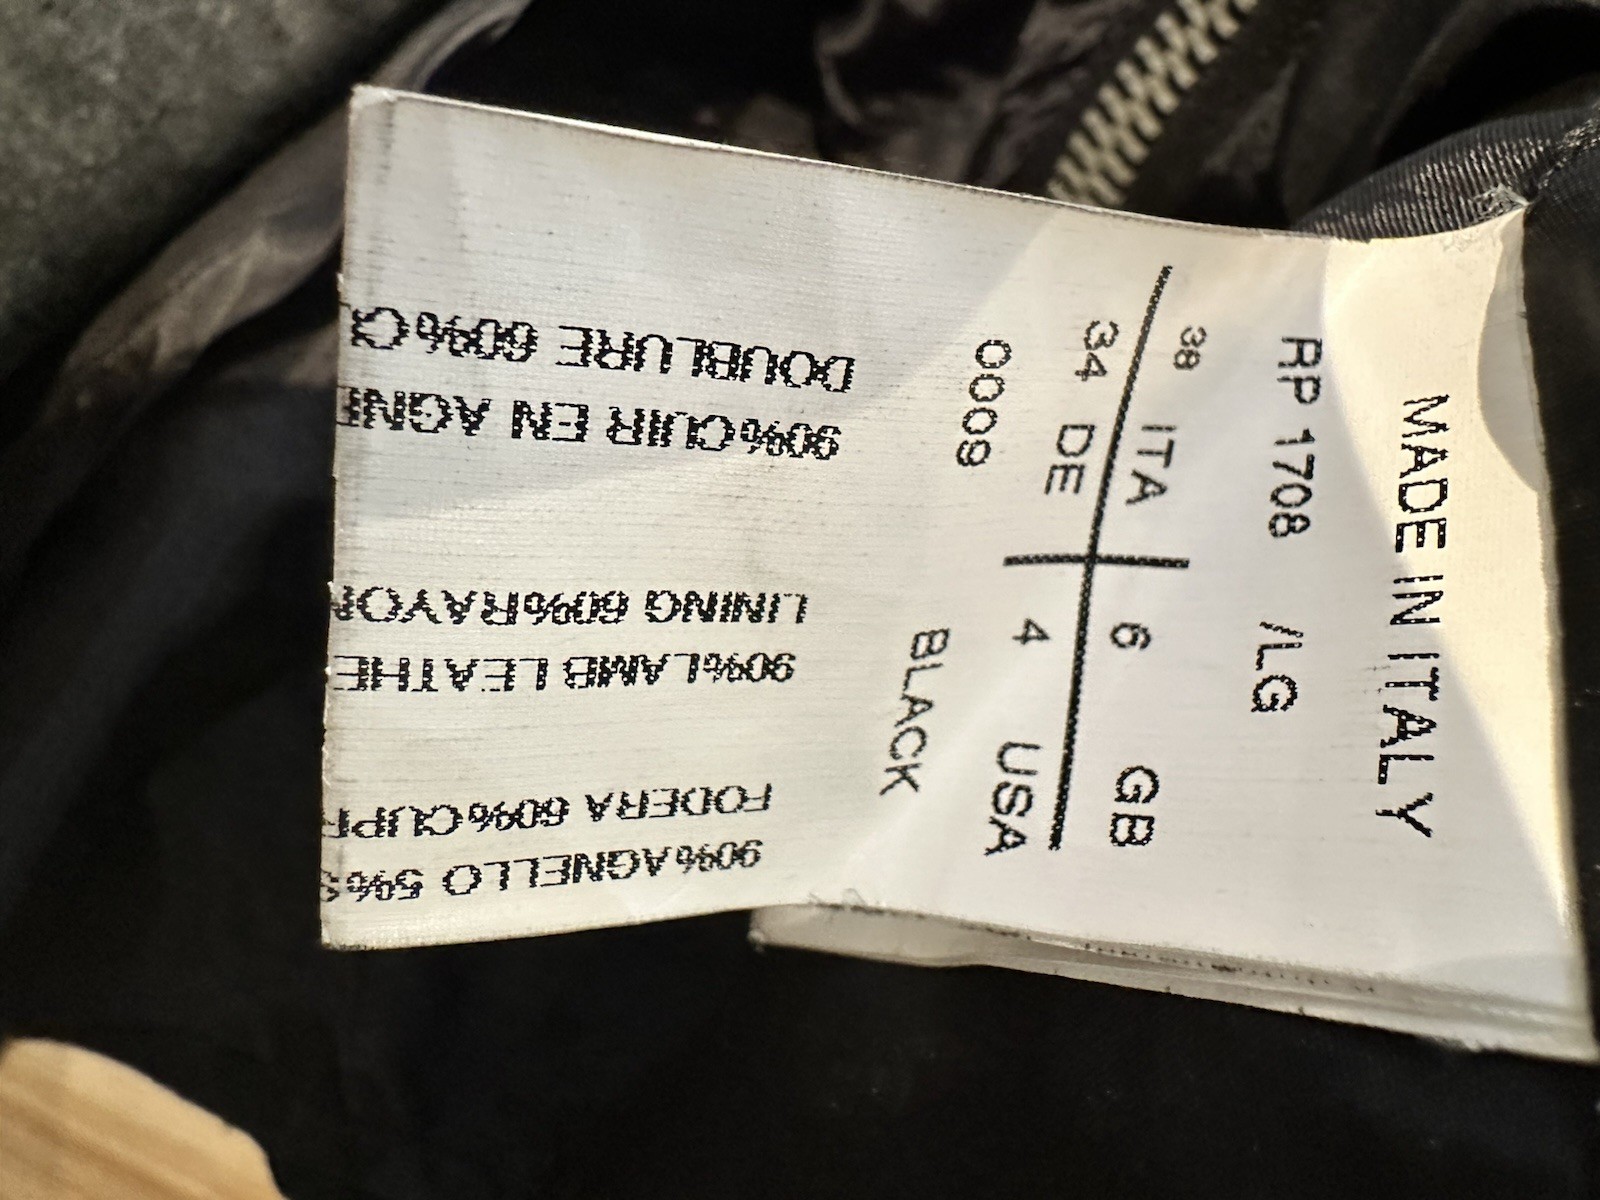 MADE IN ITALY
RP 1708 /LG
38 ITA 6 GB
34 DE 4 USA
0009 BLACK
90%AGNELLO 5%
FODERA 60%CUPR
90%LAMB LEATHE
LINING 60%RAYON
90%CUIR EN AGNE
DOUBLURE 60%CU